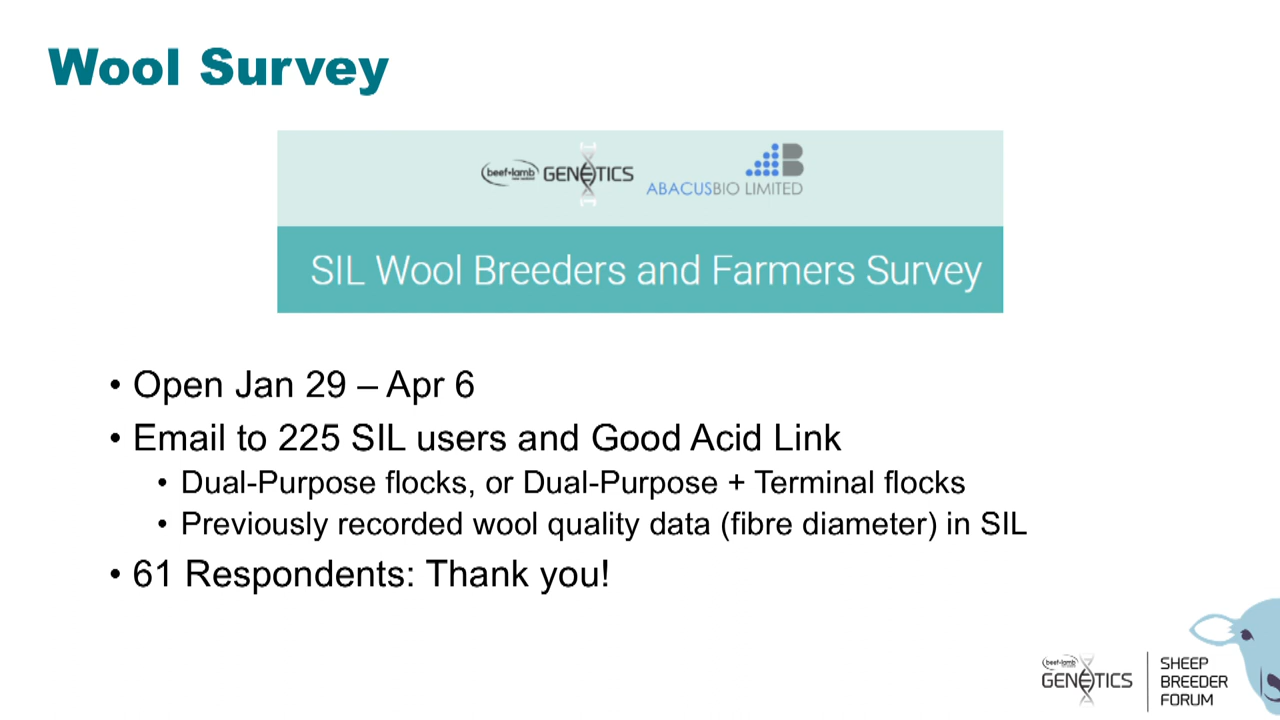 Wool Survey
beef+lamb GENETICS
ABACUSBIO LIMITED
SIL Wool Breeders and Farmers Survey
• Open Jan 29 – Apr 6
• Email to 225 SIL users and Good Acid Link
• Dual-Purpose flocks, or Dual-Purpose + Terminal flocks
• Previously recorded wool quality data (fibre diameter) in SIL
• 61 Respondents: Thank you!
beef+lamb
GENETICS
SHEEP
BREEDER
FORUM